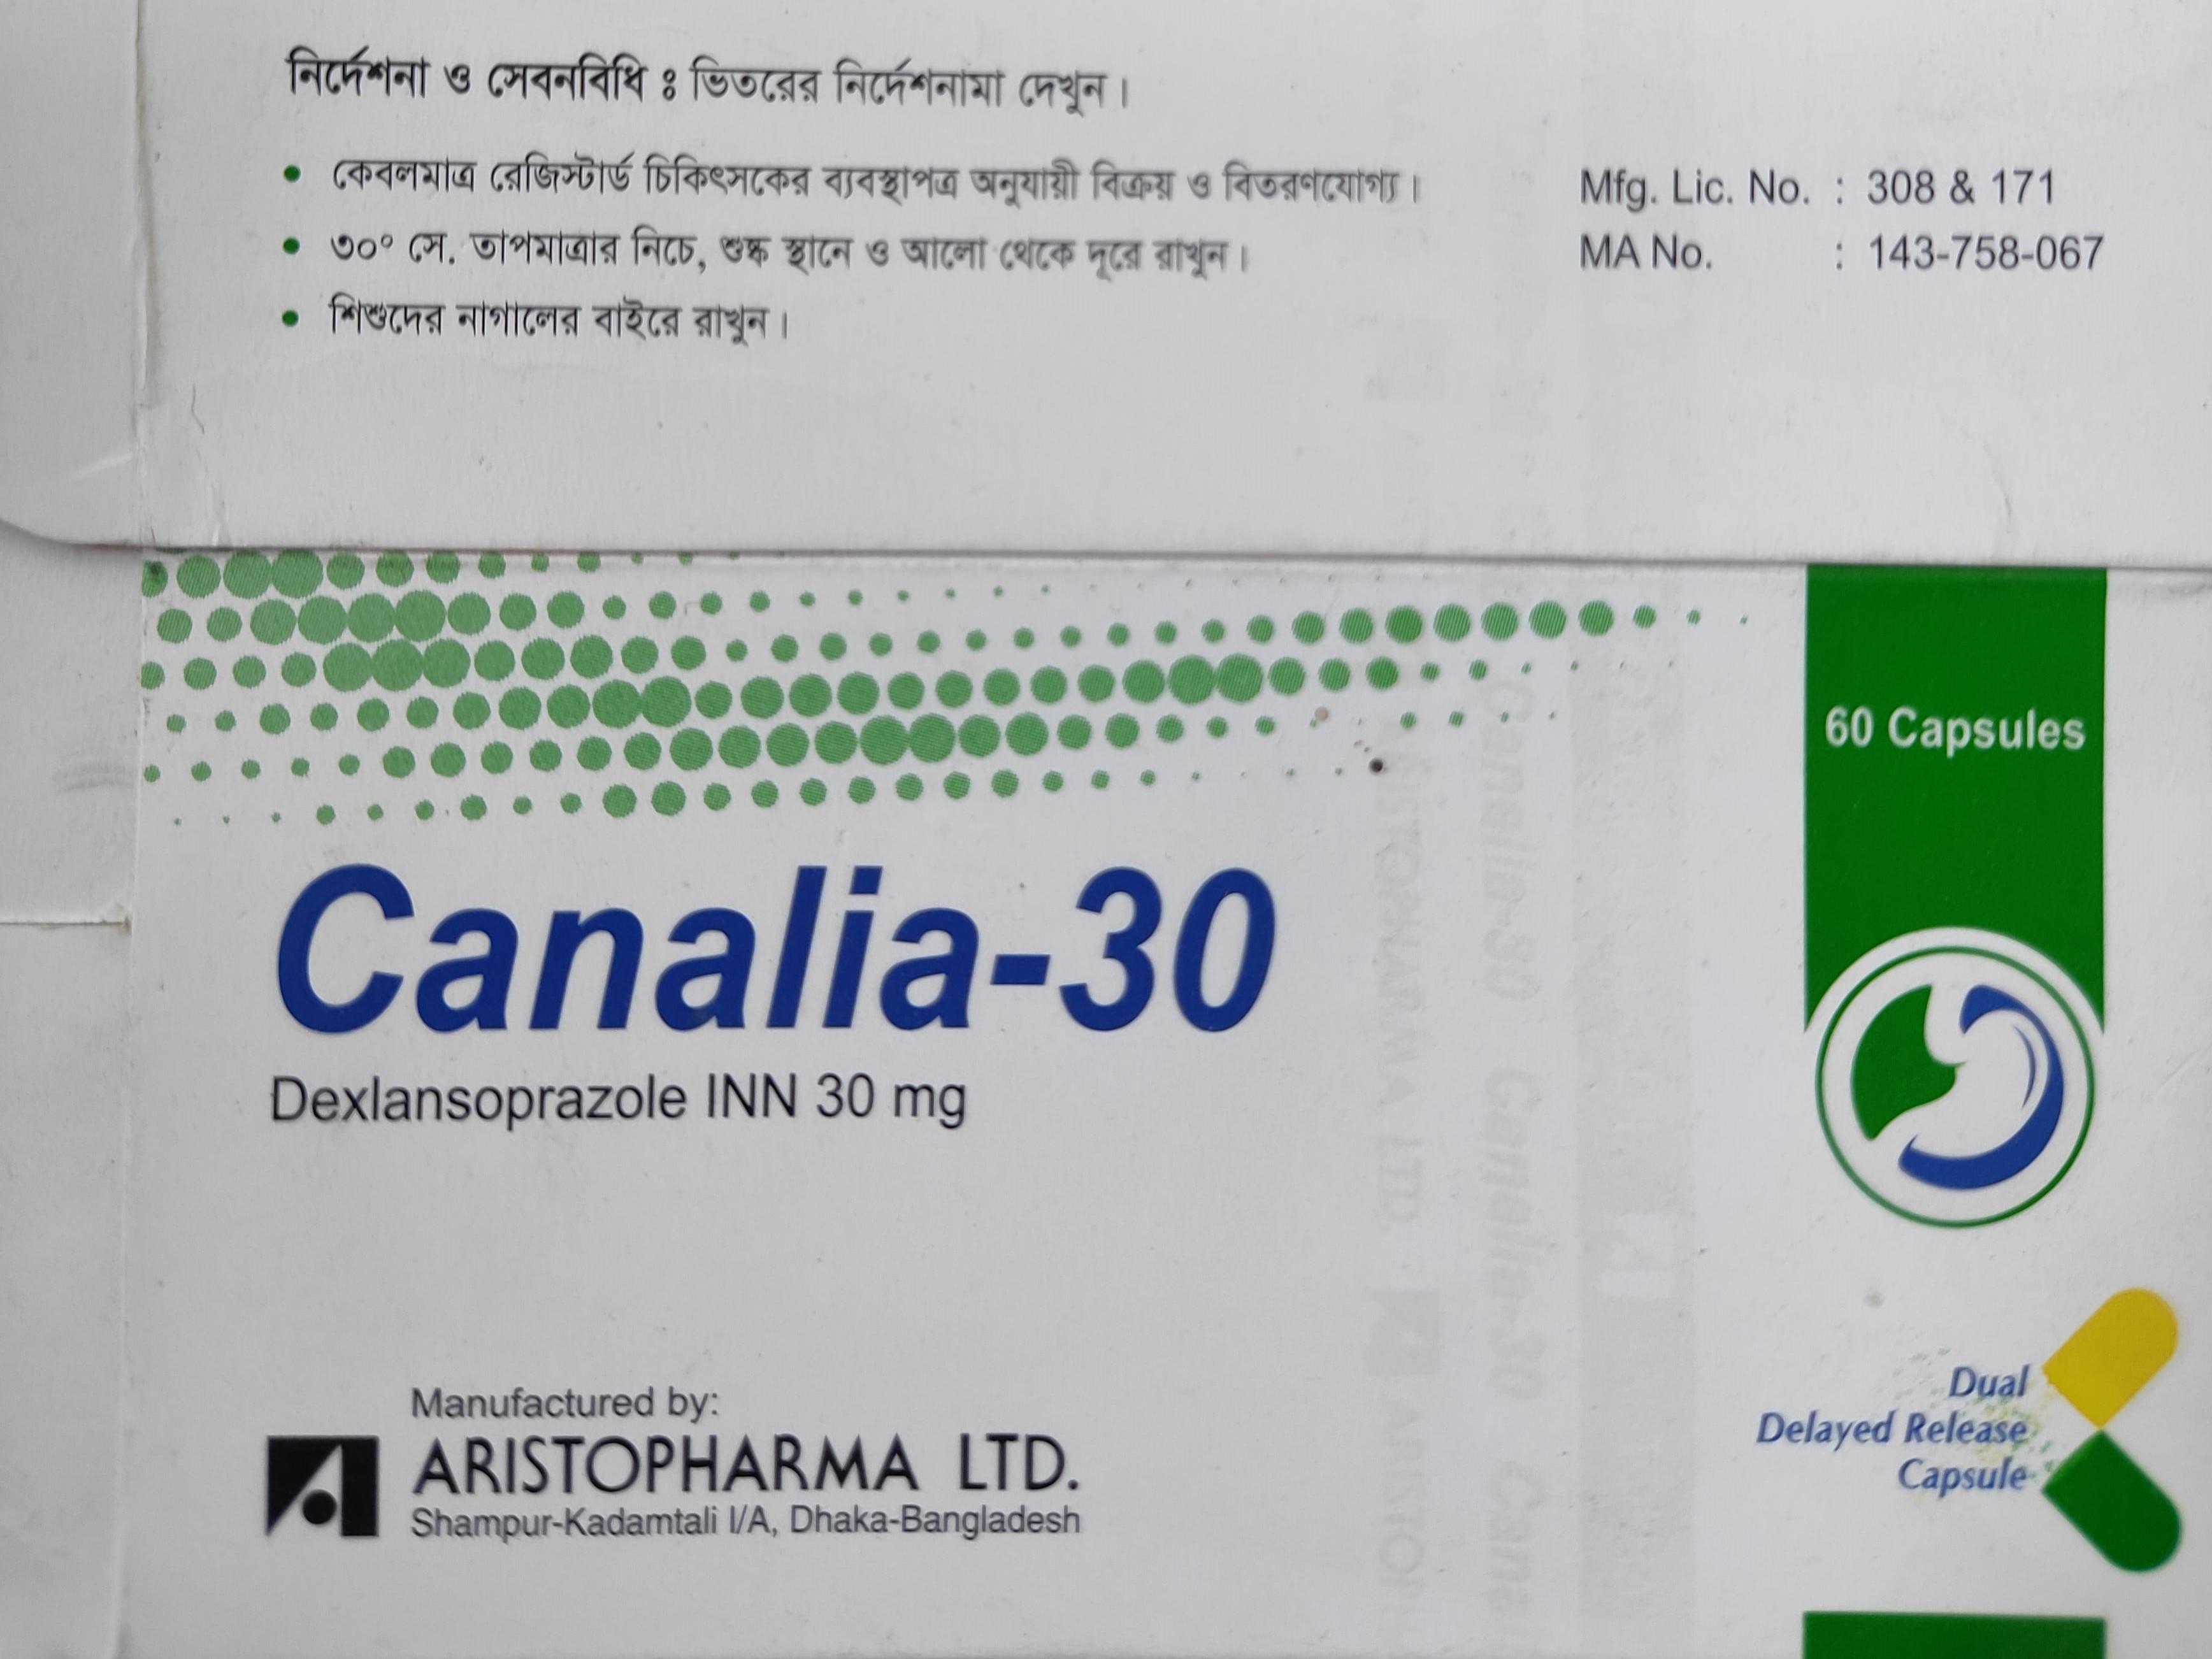 নির্দেশনা ও সেবনবিধি ঃ ভিতরের নির্দেশনামা দেখুন।
• কেবলমাত্র রেজিস্টার্ড চিকিৎসকের ব্যবস্থাপত্র অনুযায়ী বিক্রয় ও বিতরণযোগ্য।
• ৩০° সে. তাপমাত্রার নিচে, শুষ্ক স্থানে ও আলো থেকে দূরে রাখুন।
• শিশুদের নাগালের বাইরে রাখুন।
Mfg. Lic. No. : 308 & 171
MA No. : 143-758-067
60 Capsules
Canalia-30
Dexlansoprazole INN 30 mg
Manufactured by:
ARISTOPHARMA LTD.
Shampur-Kadamtali I/A, Dhaka-Bangladesh
Dual
Delayed Release
Capsule